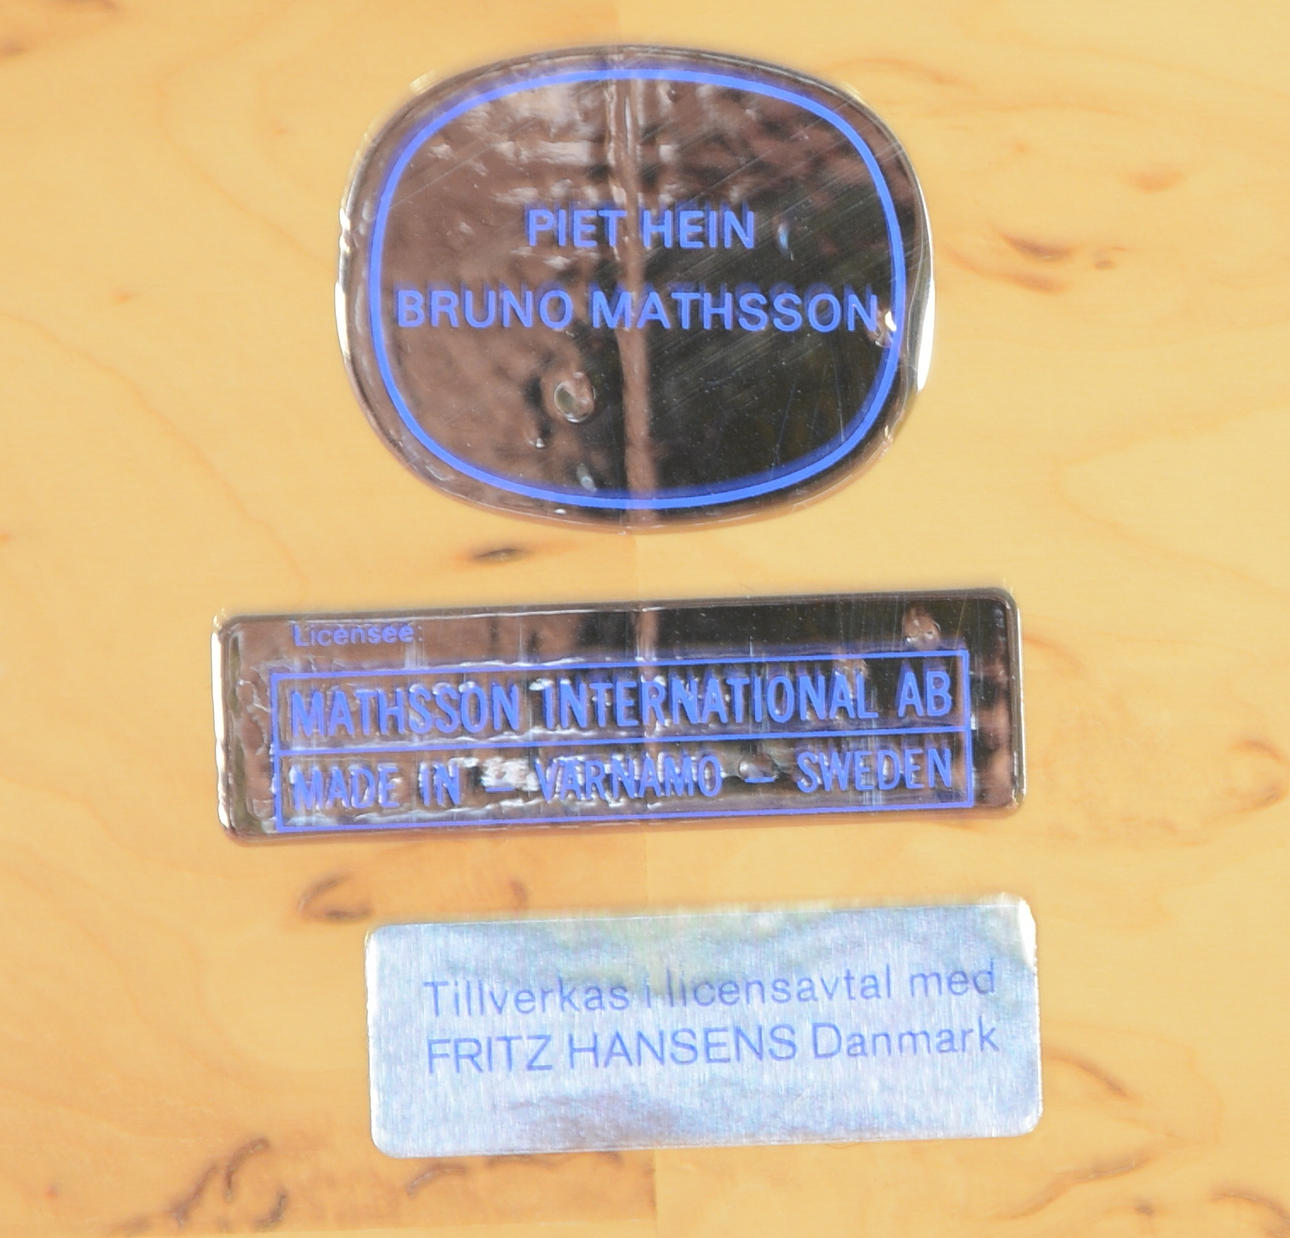 PIET HEIN
BRUNO MATHSSON
Licensee:
MATHSSON INTERNATIONAL AB
MADE IN – VÄRNAMO – SWEDEN
Tillverkas i licensavtal med
FRITZ HANSENS Danmark